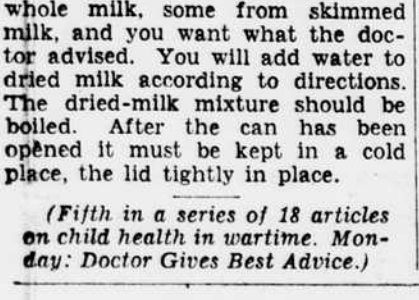 whole milk, some from skimmed
milk, and you want what the doc-
tor advised. You will add water to
dried milk according to directions.
The dried-milk mixture should be
boiled. After the can has been
opened it must be kept in a cold
place, the lid tightly in place.
(Fifth in a series of 18 articles
on child health in wartime. Mon-
day: Doctor Gives Best Advice.)